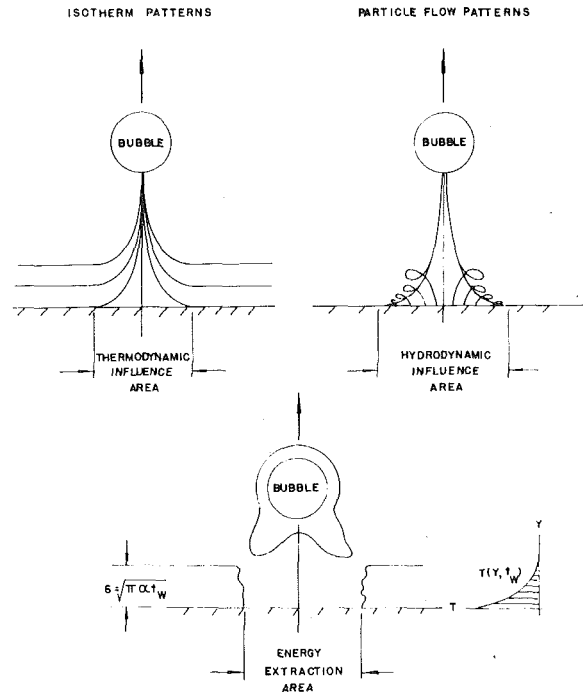 ISOTHERM PATTERNS
PARTICLE FLOW PATTERNS
BUBBLE
BUBBLE
THERMODYNAMIC
INFLUENCE
AREA
HYDRODYNAMIC
INFLUENCE
AREA
BUBBLE
δ = √π α t_W
Y
T(Y, t_W)
T
ENERGY
EXTRACTION
AREA